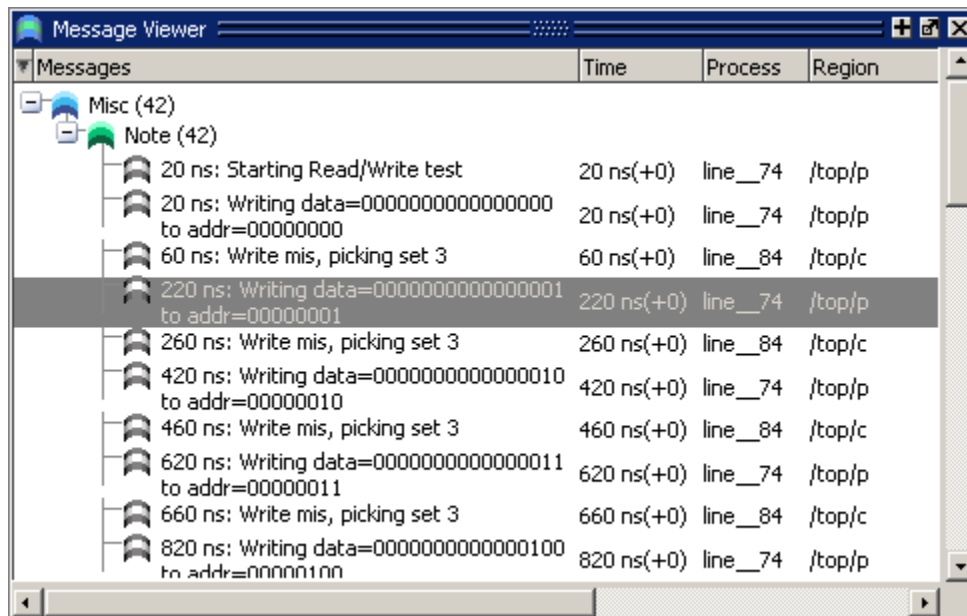 Message Viewer
Messages Time Process Region
Misc (42)
Note (42)
20 ns: Starting Read/Write test 20 ns(+0) line__74 /top/p
20 ns: Writing data=0000000000000000
to addr=00000000 20 ns(+0) line__74 /top/p
60 ns: Write mis, picking set 3 60 ns(+0) line__84 /top/c
220 ns: Writing data=0000000000000001
to addr=00000001 220 ns(+0) line__74 /top/p
260 ns: Write mis, picking set 3 260 ns(+0) line__84 /top/c
420 ns: Writing data=0000000000000010
to addr=00000010 420 ns(+0) line__74 /top/p
460 ns: Write mis, picking set 3 460 ns(+0) line__84 /top/c
620 ns: Writing data=0000000000000011
to addr=00000011 620 ns(+0) line__74 /top/p
660 ns: Write mis, picking set 3 660 ns(+0) line__84 /top/c
820 ns: Writing data=0000000000000100
to addr=00000100 820 ns(+0) line__74 /top/p